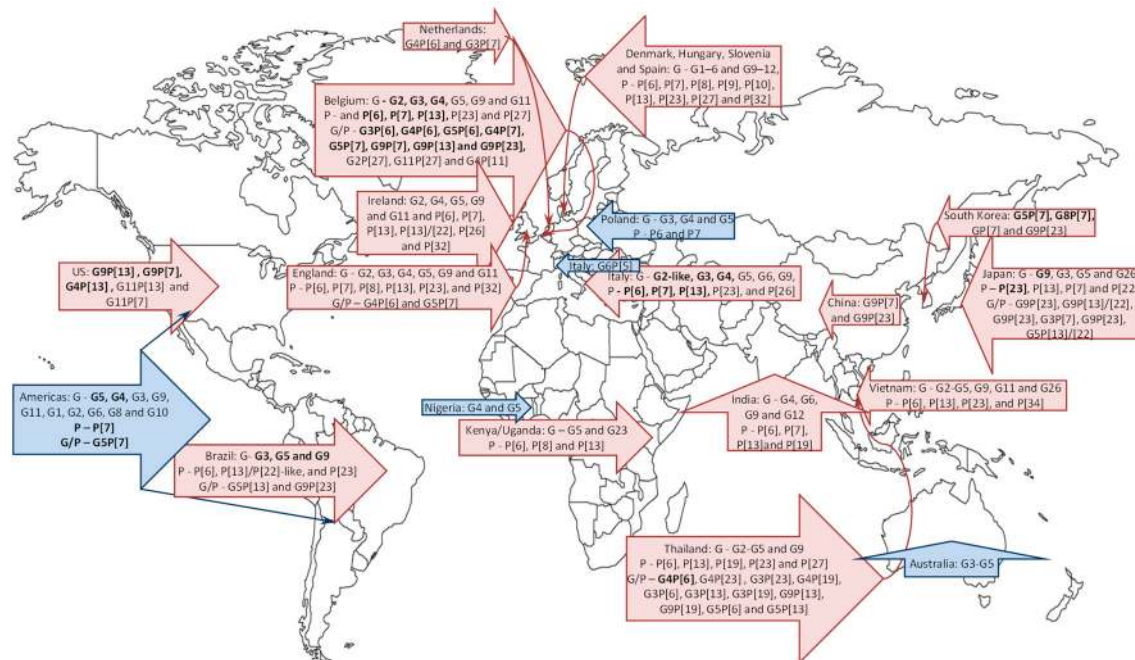 Netherlands:
G4P[6] and G3P[7]
Denmark, Hungary, Slovenia
and Spain: G - G1–6 and G9–12,
P - P[6], P[7], P[8], P[9], P[10],
P[13], P[23], P[27] and P[32]
Belgium: G - G2, G3, G4, G5, G9 and G11
P - and P[6], P[7], P[13], P[23] and P[27]
G/P - G3P[6], G4P[6], G5P[6], G4P[7],
G5P[7], G9P[7], G9P[13] and G9P[23],
G2P[27], G11P[27] and G4P[11]
Ireland: G2, G4, G5, G9
and G11 and P[6], P[7],
P[13], P[13]/[22], P[26]
and P[32]
Poland: G - G3, G4 and G5
P - P6 and P7
South Korea: G5P[7], G8P[7],
GP[7] and G9P[23]
US: G9P[13] , G9P[7],
G4P[13] , G11P[13] and
G11P[7]
England: G - G2, G3, G4, G5, G9 and G11
P - P[6], P[7], P[8], P[13], P[23], and P[32]
G/P – G4P[6] and G5P[7]
Italy: G6P[5]
Italy: G - G2-like, G3, G4, G5, G6, G9,
P - P[6], P[7], P[13], P[23], and P[26]
China: G9P[7]
and G9P[23]
Japan: G - G9, G3, G5 and G26
P – P[23], P[13], P[7] and P[22
G/P - G9P[23], G9P[13]/[22],
G9P[23], G3P[7], G9P[23],
G5P[13]/[22]
Americas: G - G5, G4, G3, G9,
G11, G1, G2, G6, G8 and G10
P – P[7]
G/P – G5P[7]
Nigeria: G4 and G5
Kenya/Uganda: G – G5 and G23
P - P[6], P[8] and P[13]
India: G - G4, G6,
G9 and G12
P - P[6], P[7],
P[13]and P[19]
Vietnam: G - G2-G5, G9, G11 and G26
P - P[6], P[13], P[23], and P[34]
Brazil: G- G3, G5 and G9
P - P[6], P[13]/P[22]-like, and P[23]
G/P - G5P[13] and G9P[23]
Thailand: G - G2-G5 and G9
P - P[6], P[13], P[19], P[23] and P[27]
G/P – G4P[6], G4P[23] , G3P[23], G4P[19],
G3P[6], G3P[13], G3P[19], G9P[13],
G9P[19], G5P[6] and G5P[13]
Australia: G3-G5